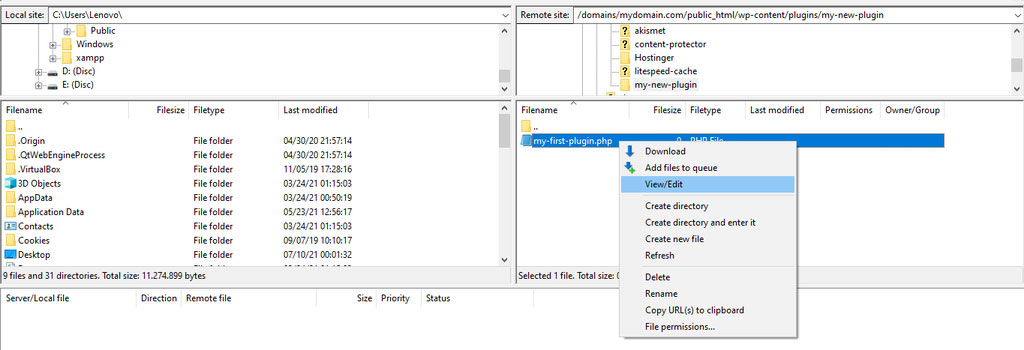 Local site: C:\Users\Lenovo\
Public
Windows
xampp
D: (Disc)
E: (Disc)
Filename Filesize Filetype Last modified
..
.Origin File folder 04/30/20 21:57:14
.QtWebEngineProcess File folder 04/30/20 21:57:14
.VirtualBox File folder 11/05/19 17:28:16
3D Objects File folder 03/24/21 01:15:03
AppData File folder 03/24/21 00:50:19
Application Data File folder 05/23/21 12:56:17
Contacts File folder 03/24/21 01:15:03
Cookies File folder 09/07/19 10:10:17
Desktop File folder 07/10/21 00:01:32
9 files and 31 directories. Total size: 11.274.899 bytes
Remote site: /domains/mydomain.com/public_html/wp-content/plugins/my-new-plugin
akismet
content-protector
Hostinger
litespeed-cache
my-new-plugin
Filename Filesize Filetype Last modified Permissions Owner/Group
..
my-first-plugin.php 0 PHP File
Selected 1 file. Total size: 0
Download
Add files to queue
View/Edit
Create directory
Create directory and enter it
Create new file
Refresh
Delete
Rename
Copy URL(s) to clipboard
File permissions...
Server/Local file Direction Remote file Size Priority Status